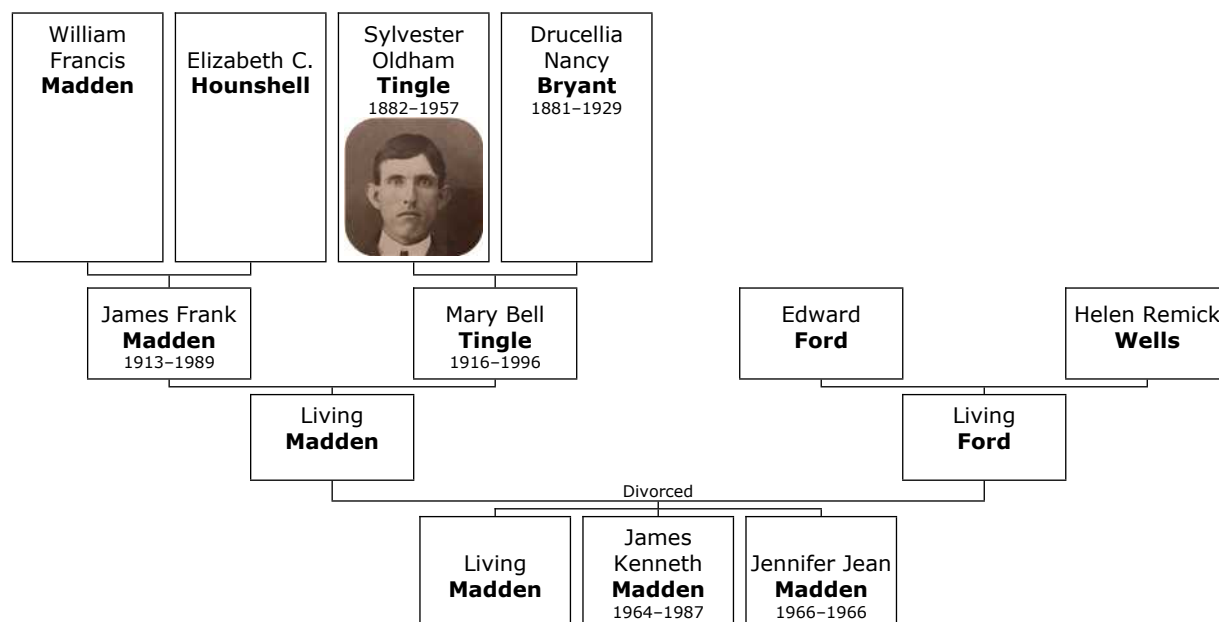 William
Francis
Madden
Elizabeth C.
Hounshell
Sylvester
Oldham
Tingle
1882–1957
Drucellia
Nancy
Bryant
1881–1929
James Frank
Madden
1913–1989
Mary Bell
Tingle
1916–1996
Edward
Ford
Helen Remick
Wells
Living
Madden
Living
Ford
Divorced
Living
Madden
James
Kenneth
Madden
1964–1987
Jennifer Jean
Madden
1966–1966